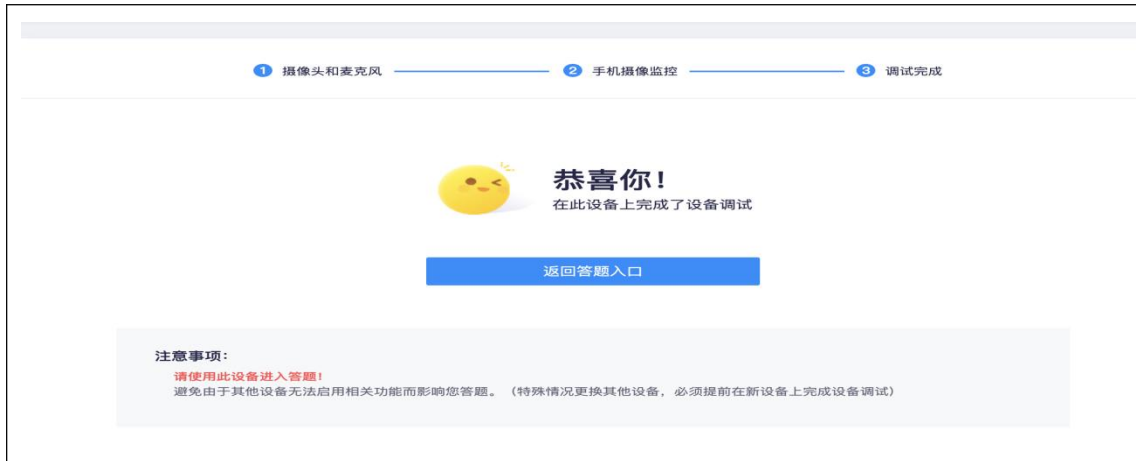 1 摄像头和麦克风 2 手机摄像监控 3 调试完成
恭喜你!
在此设备上完成了设备调试
返回答题入口
注意事项:
请使用此设备进入答题!
避免由于其他设备无法启用相关功能而影响您答题。(特殊情况更换其他设备,必须提前在新设备上完成设备调试)